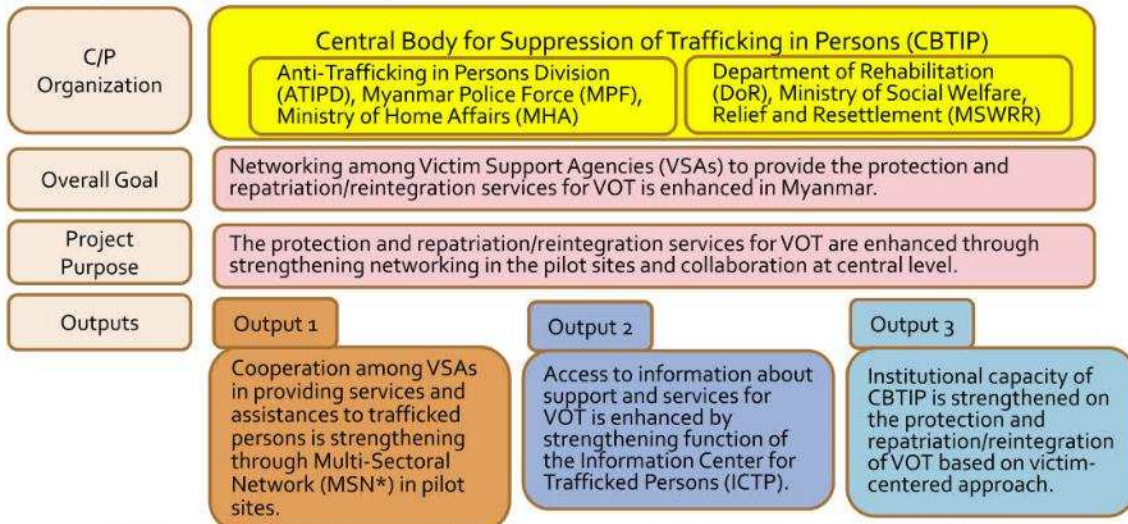 C/P
Organization
Central Body for Suppression of Trafficking in Persons (CBTIP)
Anti-Trafficking in Persons Division
(ATIPD), Myanmar Police Force (MPF),
Ministry of Home Affairs (MHA)
Department of Rehabilitation
(DoR), Ministry of Social Welfare,
Relief and Resettlement (MSWRR)
Overall Goal
Networking among Victim Support Agencies (VSAs) to provide the protection and
repatriation/reintegration services for VOT is enhanced in Myanmar.
Project
Purpose
The protection and repatriation/reintegration services for VOT are enhanced through
strengthening networking in the pilot sites and collaboration at central level.
Outputs
Output 1
Cooperation among VSAs
in providing services and
assistances to trafficked
persons is strengthening
through Multi-Sectoral
Network (MSN*) in pilot
sites.
Output 2
Access to information about
support and services for
VOT is enhanced by
strengthening function of
the Information Center for
Trafficked Persons (ICTP).
Output 3
Institutional capacity of
CBTIP is strengthened on
the protection and
repatriation/reintegration
of VOT based on victim-
centered approach.